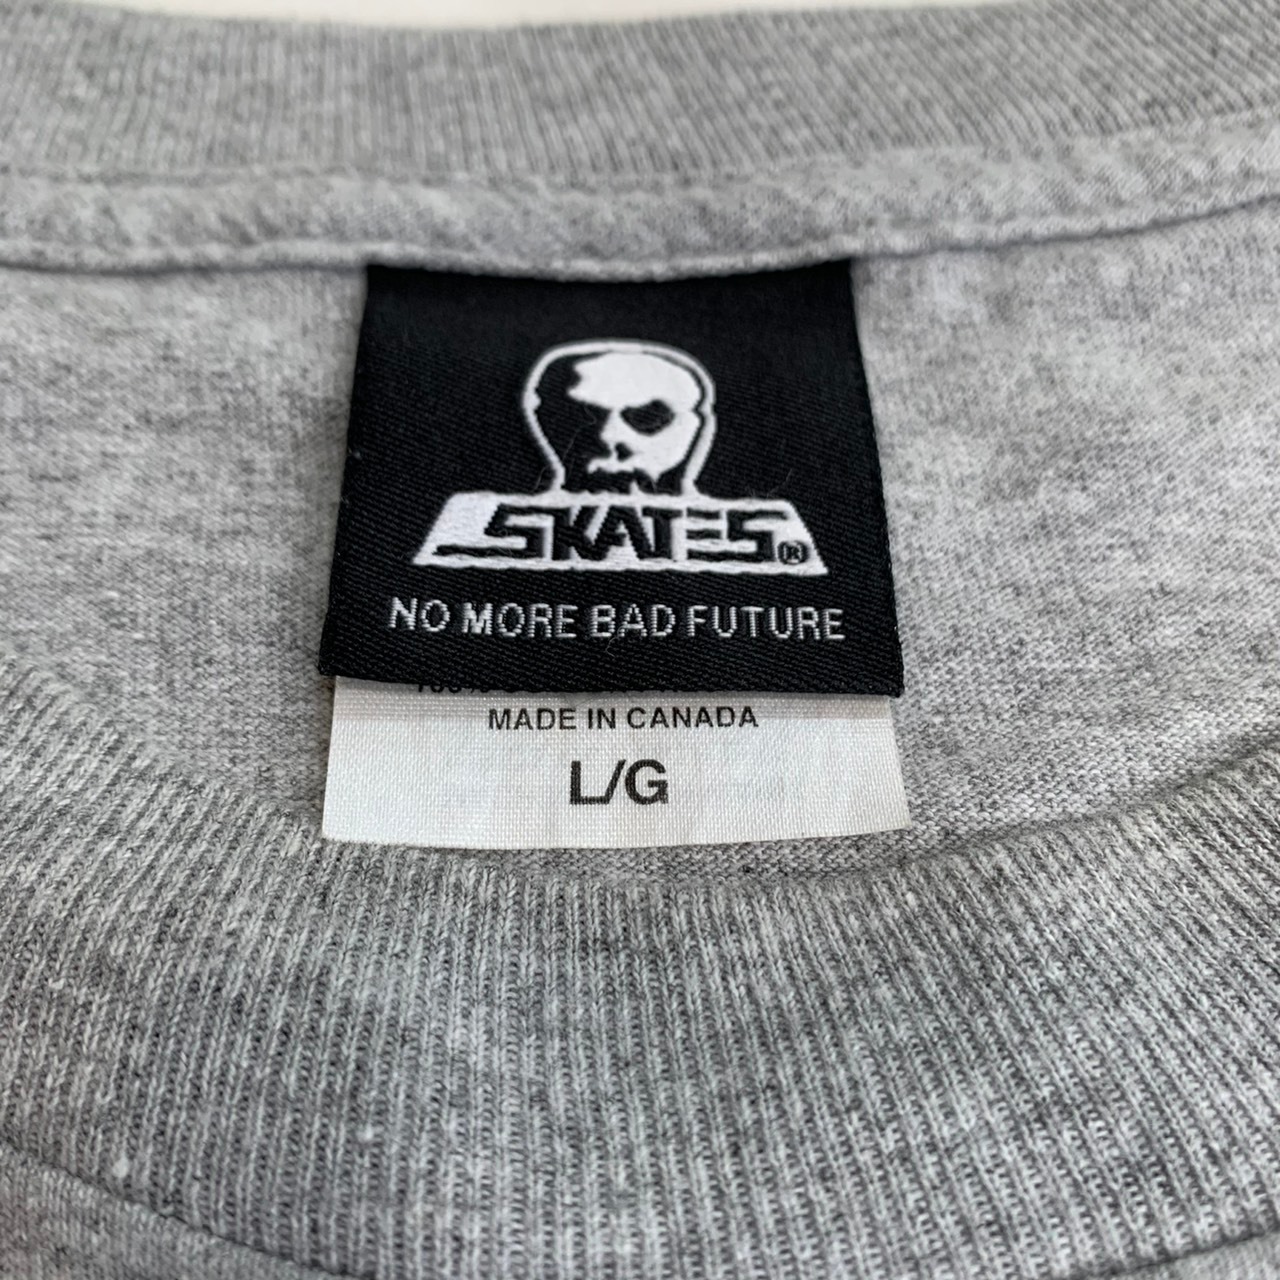 SKATES®
NO MORE BAD FUTURE
MADE IN CANADA
L/G